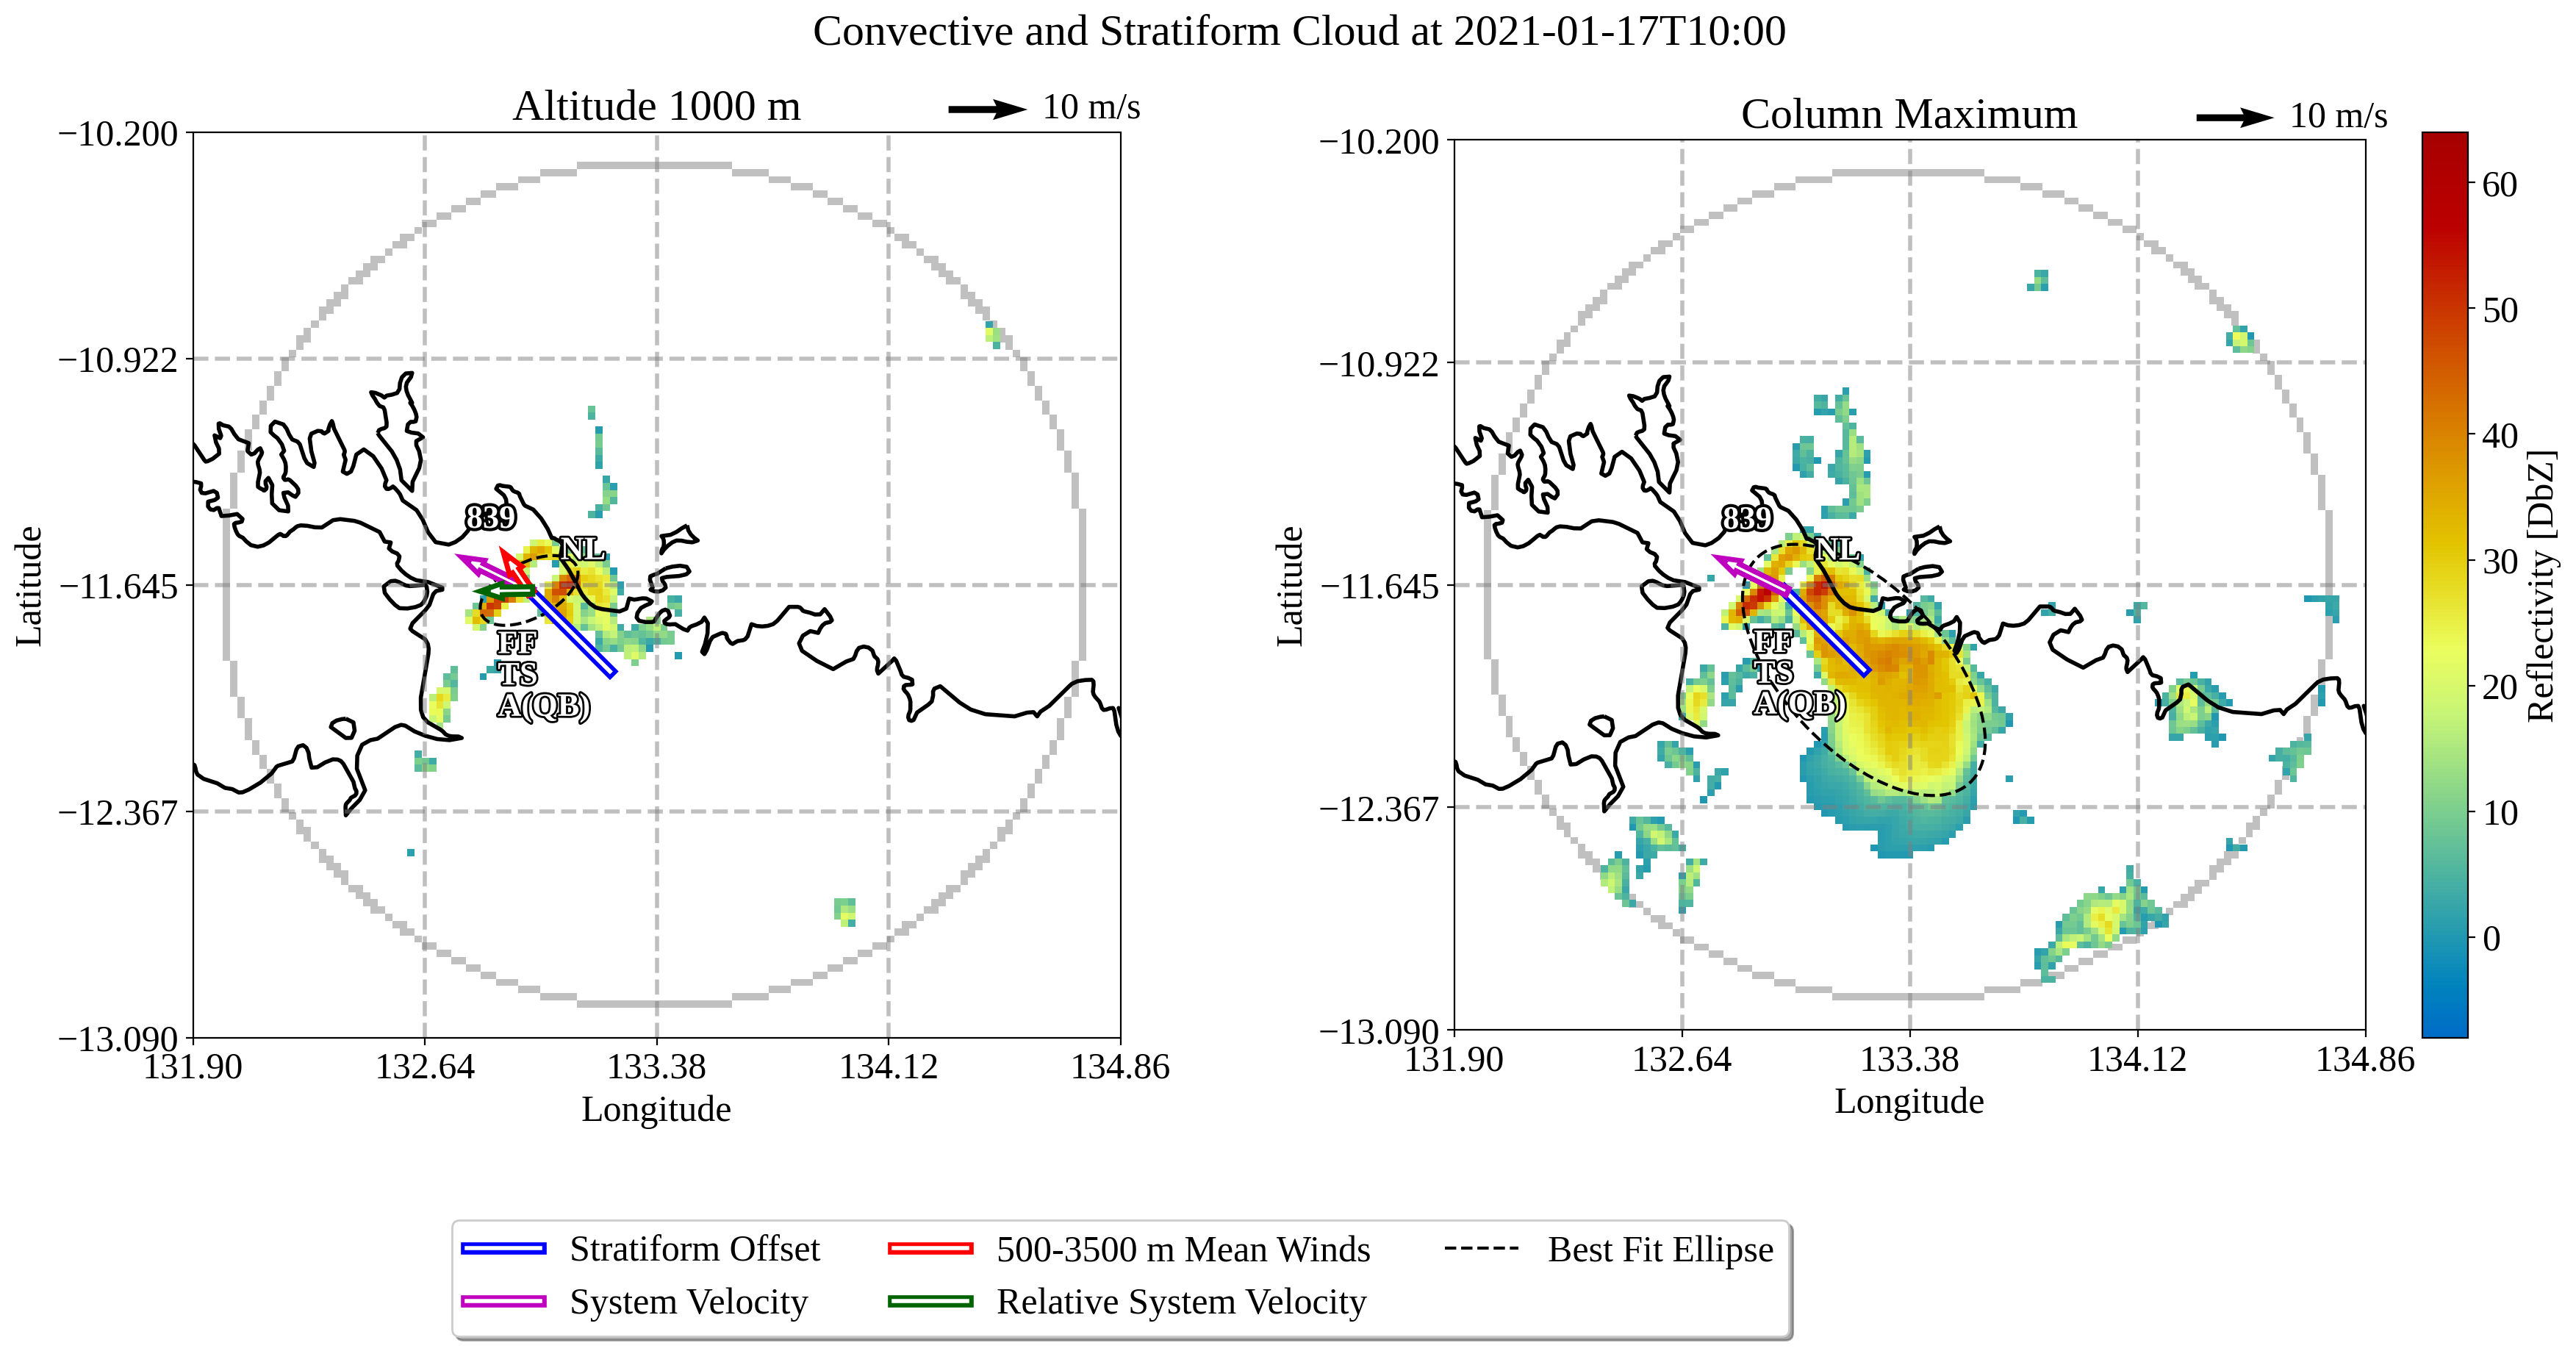 Convective and Stratiform Cloud at 2021-01-17T10:00
Altitude 1000 m
10 m/s
−10.200
−10.922
−11.645
−12.367
−13.090
Latitude
839
NL
FF
TS
A(QB)
131.90
132.64
133.38
134.12
134.86
Longitude
Column Maximum
10 m/s
−10.200
−10.922
−11.645
−12.367
−13.090
Latitude
839
NL
FF
TS
A(QB)
131.90
132.64
133.38
134.12
134.86
Longitude
60
50
40
30
20
10
0
Reflectivity [DbZ]
Stratiform Offset
System Velocity
500-3500 m Mean Winds
Relative System Velocity
Best Fit Ellipse